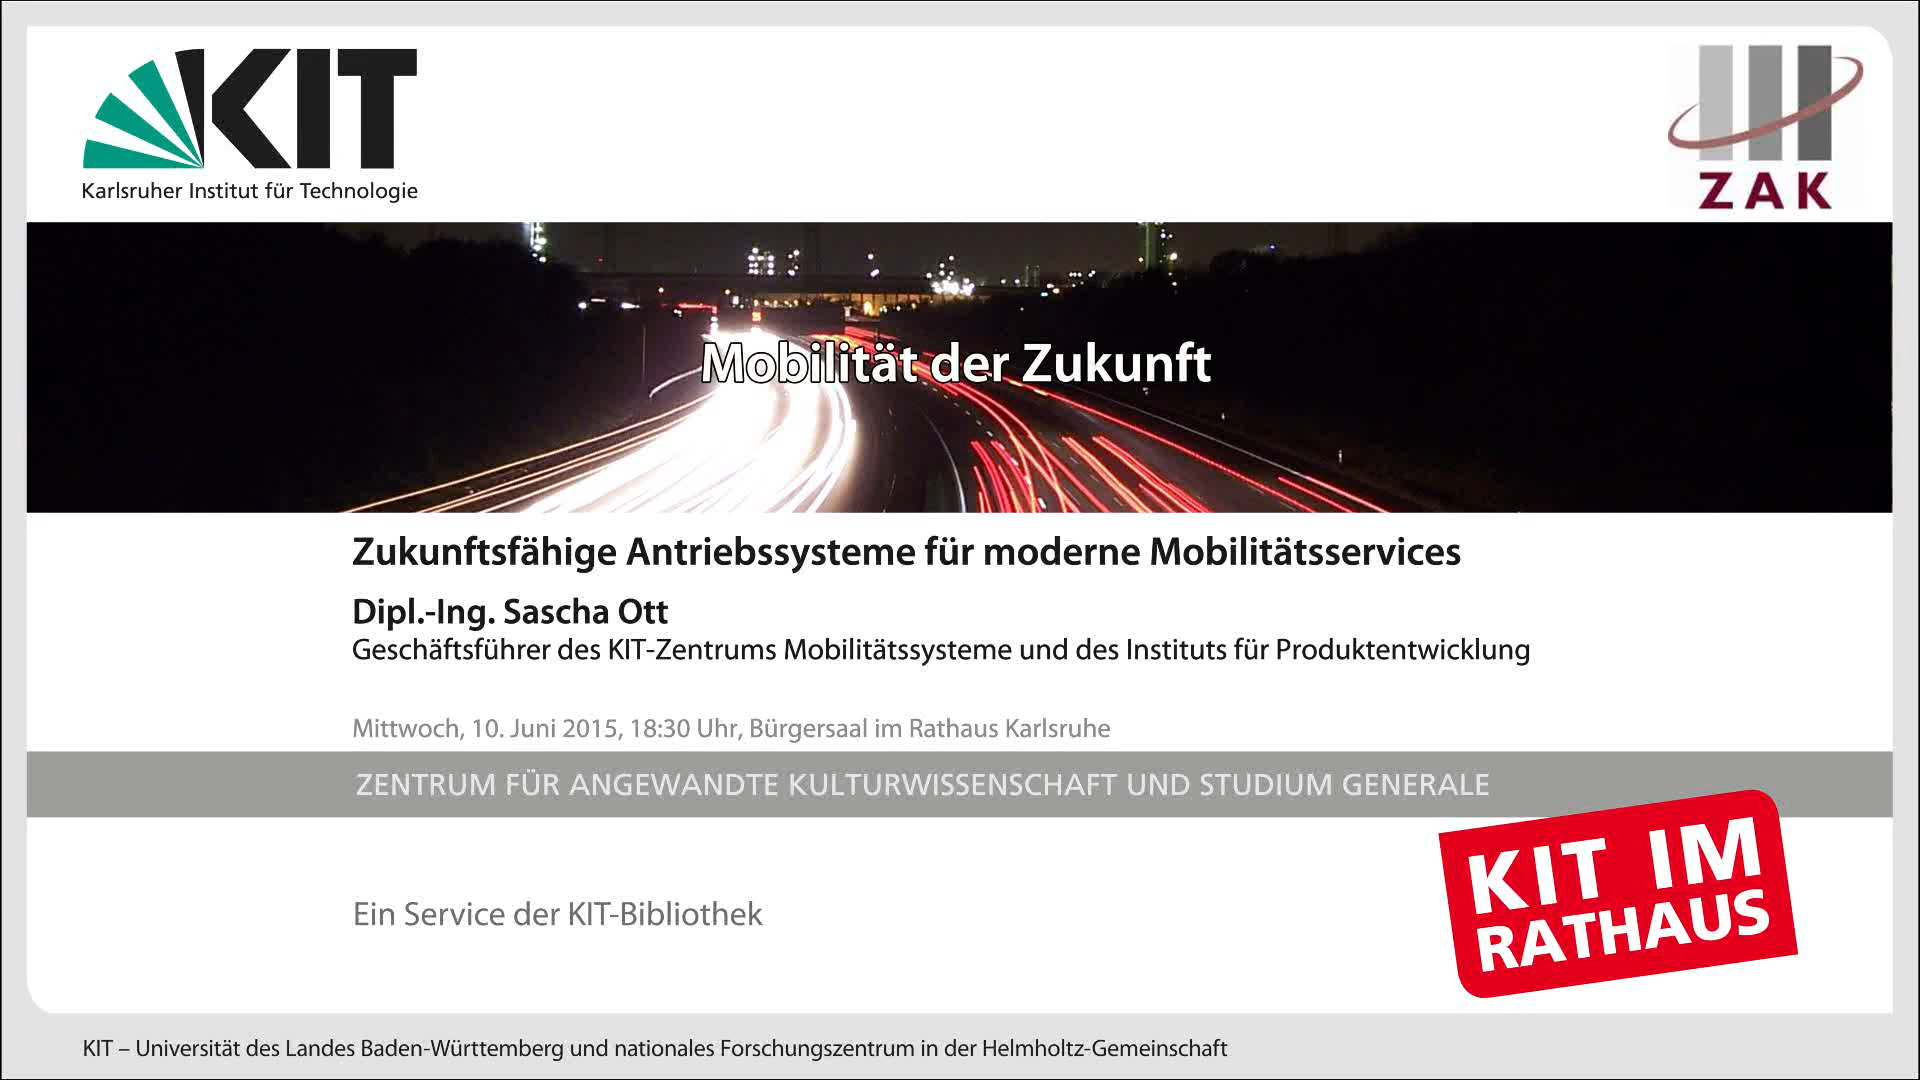 KIT
Karlsruher Institut für Technologie
ZAK
Mobilität der Zukunft
Zukunftsfähige Antriebssysteme für moderne Mobilitätsservices
Dipl.-Ing. Sascha Ott
Geschäftsführer des KIT-Zentrums Mobilitätssysteme und des Instituts für Produktentwicklung
Mittwoch, 10. Juni 2015, 18:30 Uhr, Bürgersaal im Rathaus Karlsruhe
ZENTRUM FÜR ANGEWANDTE KULTURWISSENSCHAFT UND STUDIUM GENERALE
KIT IM
RATHAUS
Ein Service der KIT-Bibliothek
KIT – Universität des Landes Baden-Württemberg und nationales Forschungszentrum in der Helmholtz-Gemeinschaft